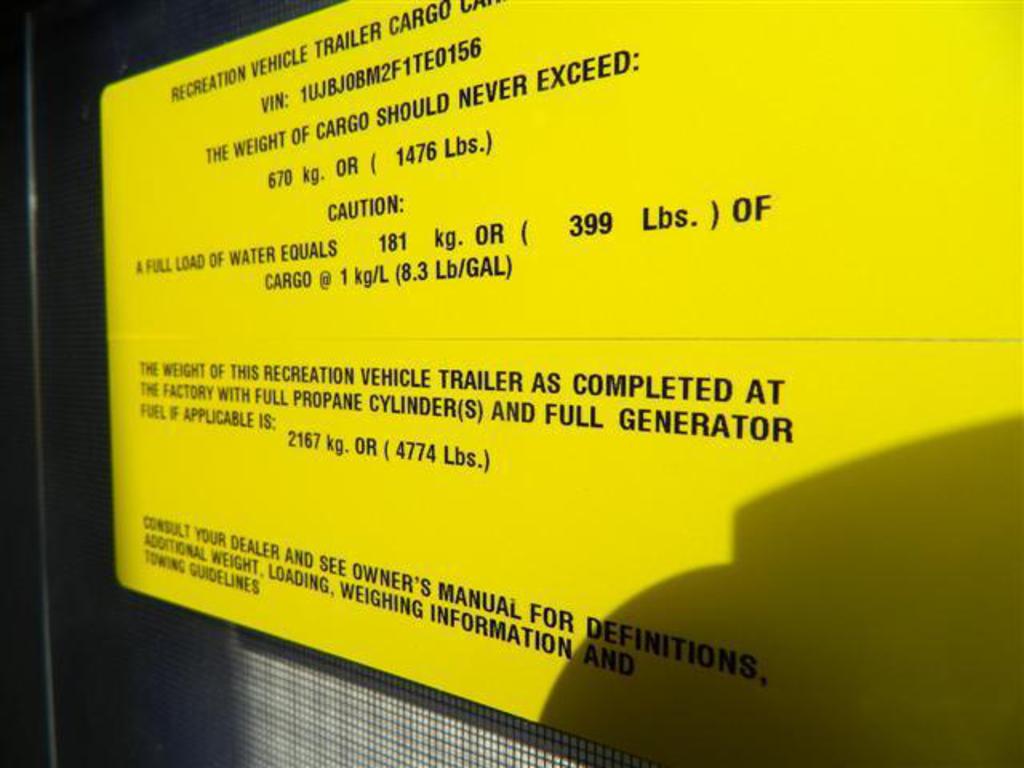 RECREATION VEHICLE TRAILER CARGO
VIN: 1UJBJ0BM2F1TE0156
THE WEIGHT OF CARGO SHOULD NEVER EXCEED:
670 kg. OR ( 1476 Lbs.)
CAUTION:
A FULL LOAD OF WATER EQUALS 181 kg. OR ( 399 Lbs. ) OF
CARGO @ 1 kg/L (8.3 Lb/GAL)
THE WEIGHT OF THIS RECREATION VEHICLE TRAILER AS COMPLETED AT
THE FACTORY WITH FULL PROPANE CYLINDER(S) AND FULL GENERATOR
FUEL IF APPLICABLE IS:
2167 kg. OR ( 4774 Lbs.)
CONSULT YOUR DEALER AND SEE OWNER'S MANUAL FOR DEFINITIONS,
ADDITIONAL WEIGHT, LOADING, WEIGHING INFORMATION AND
TOWING GUIDELINES